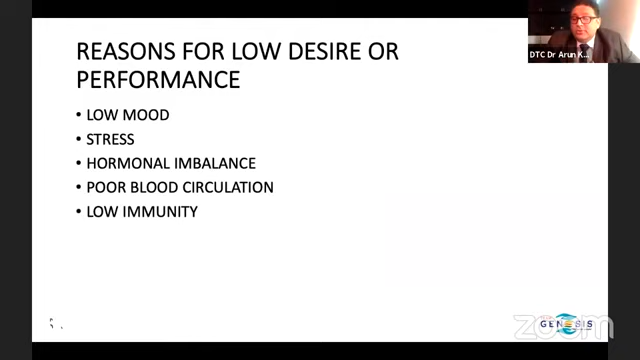 DTC Dr Arun K...
REASONS FOR LOW DESIRE OR
PERFORMANCE
• LOW MOOD
• STRESS
• HORMONAL IMBALANCE
• POOR BLOOD CIRCULATION
• LOW IMMUNITY
GENESIS
zoom